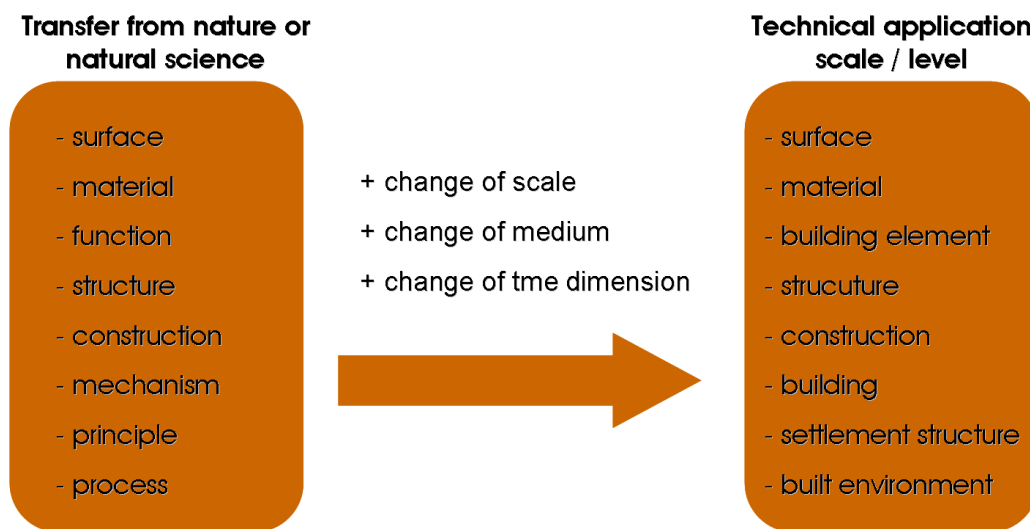 Transfer from nature or
natural science
- surface
- material
- function
- structure
- construction
- mechanism
- principle
- process
+ change of scale
+ change of medium
+ change of tme dimension
Technical application
scale / level
- surface
- material
- building element
- strucuture
- construction
- building
- settlement structure
- built environment